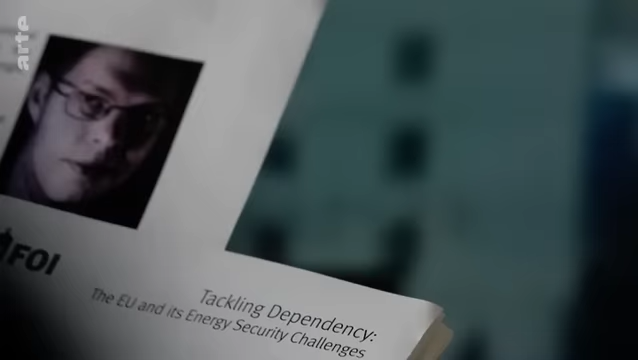 arte
FOI
Tackling Dependency:
The EU and its Energy Security Challenges